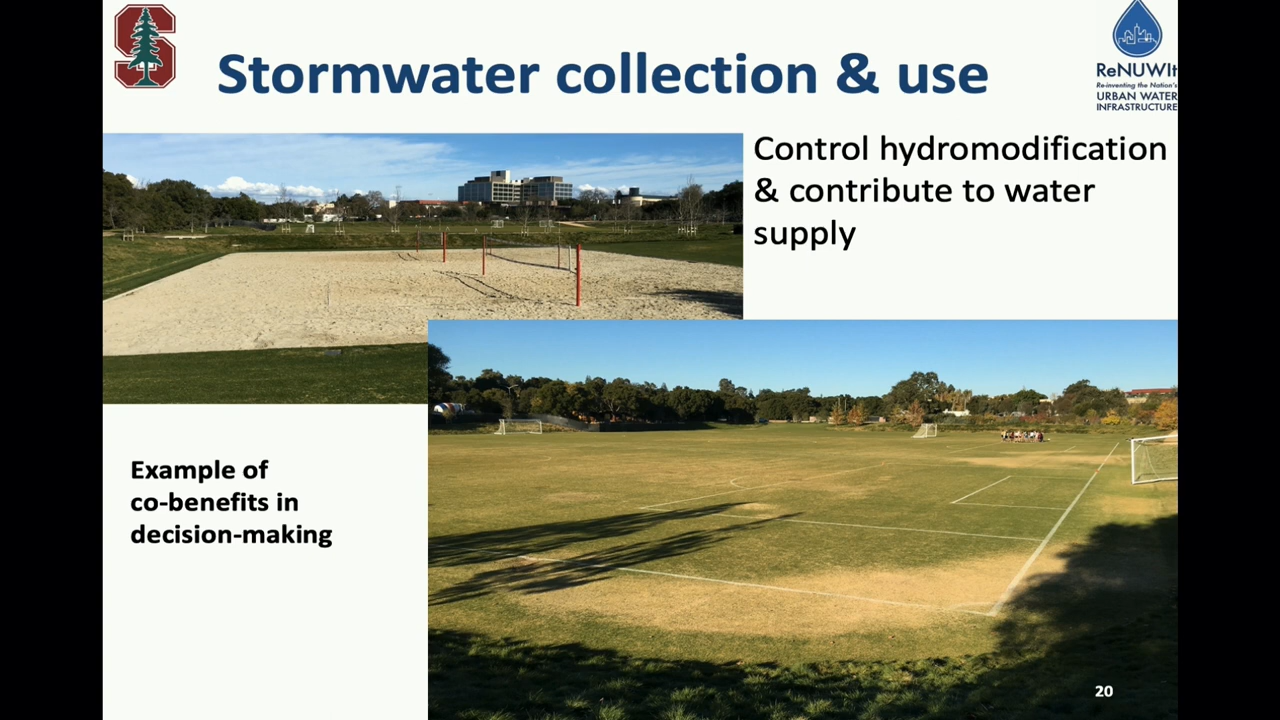 Stormwater collection & use
ReNUWIt
Re-inventing the Nation's
URBAN WATER
INFRASTRUCTURE
Control hydromodification
& contribute to water
supply
Example of
co-benefits in
decision-making
20